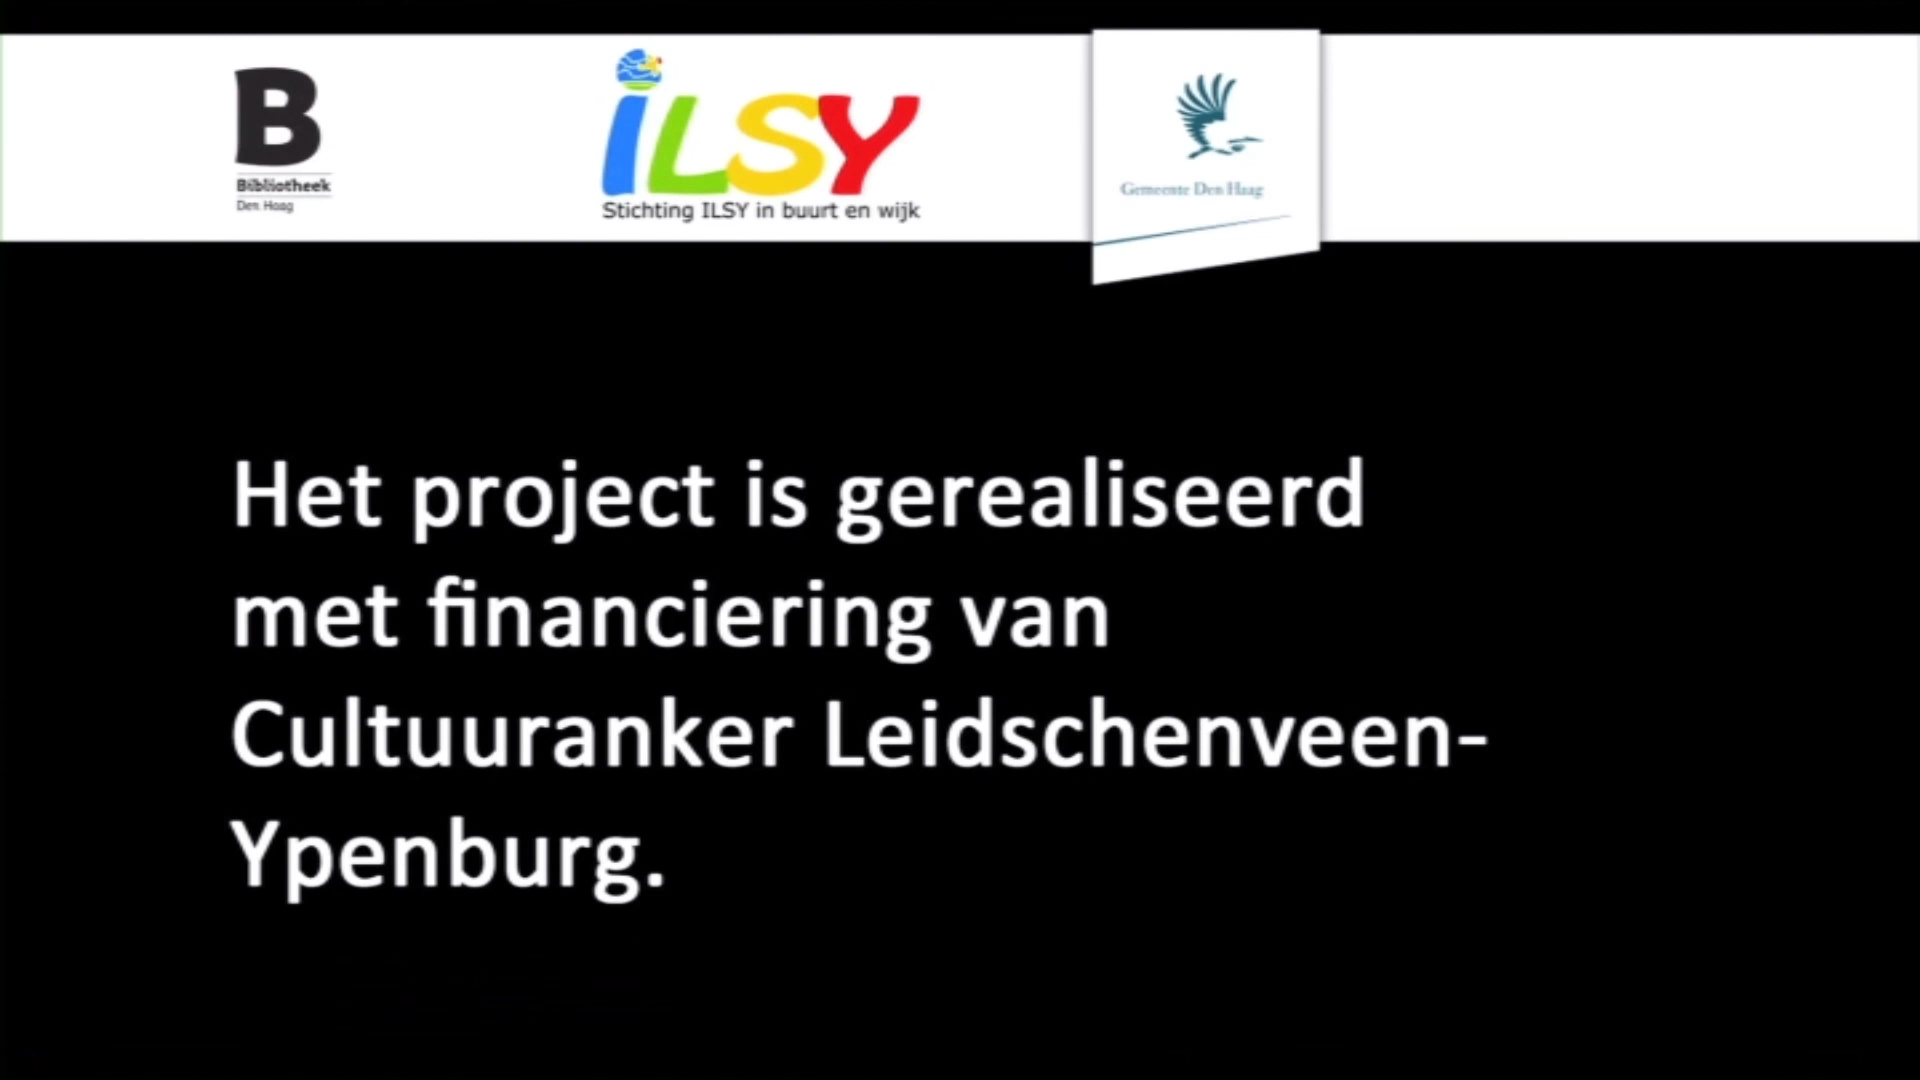 B
Bibliotheek
Den Haag
iLSY
Stichting ILSY in buurt en wijk
Gemeente Den Haag
Het project is gerealiseerd
met financiering van
Cultuuranker Leidschenveen-
Ypenburg.